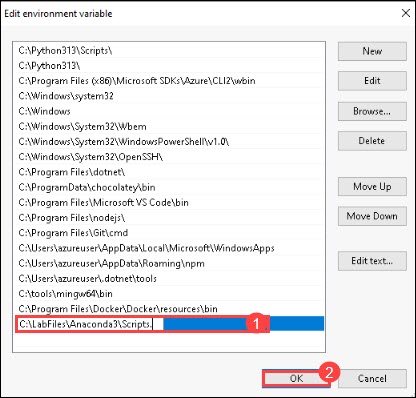 Edit environment variable
C:\Python313\Scripts\
C:\Python313\
C:\Program Files (x86)\Microsoft SDKs\Azure\CLI2\wbin
C:\Windows\system32
C:\Windows
C:\Windows\System32\Wbem
C:\Windows\System32\WindowsPowerShell\v1.0\
C:\Windows\System32\OpenSSH\
C:\Program Files\dotnet\
C:\ProgramData\chocolatey\bin
C:\Program Files\Microsoft VS Code\bin
C:\Program Files\nodejs\
C:\Program Files\Git\cmd
C:\Users\azureuser\AppData\Local\Microsoft\WindowsApps
C:\Users\azureuser\AppData\Roaming\npm
C:\Users\azureuser\.dotnet\tools
C:\tools\mingw64\bin
C:\Program Files\Docker\Docker\resources\bin
C:\LabFiles\Anaconda3\Scripts.
1
New
Edit
Browse...
Delete
Move Up
Move Down
Edit text...
OK
2
Cancel